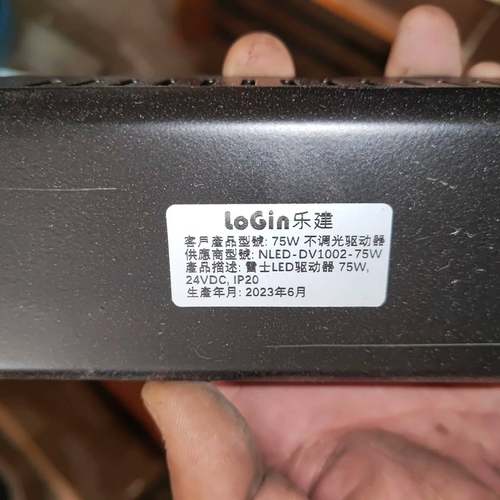 LoGin乐建
客戶產品型號: 75W 不调光驱动器
供應商型號: NLED-DV1002-75W
產品描述: 雷士LED驱动器 75W,
24VDC, IP20
生產年月: 2023年6月